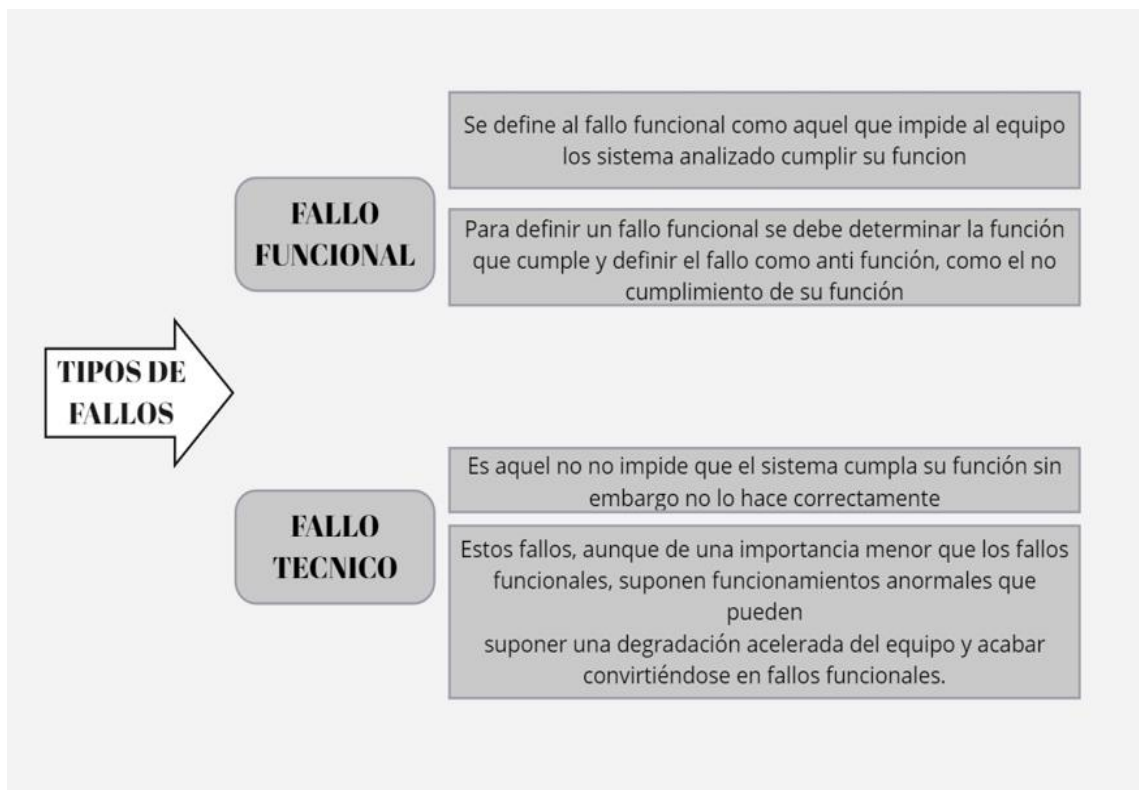 TIPOS DE
FALLOS
FALLO
FUNCIONAL
Se define al fallo funcional como aquel que impide al equipo
los sistema analizado cumplir su funcion
Para definir un fallo funcional se debe determinar la función
que cumple y definir el fallo como anti función, como el no
cumplimiento de su función
FALLO
TECNICO
Es aquel no no impide que el sistema cumpla su función sin
embargo no lo hace correctamente
Estos fallos, aunque de una importancia menor que los fallos
funcionales, suponen funcionamientos anormales que
pueden
suponer una degradación acelerada del equipo y acabar
convirtiéndose en fallos funcionales.